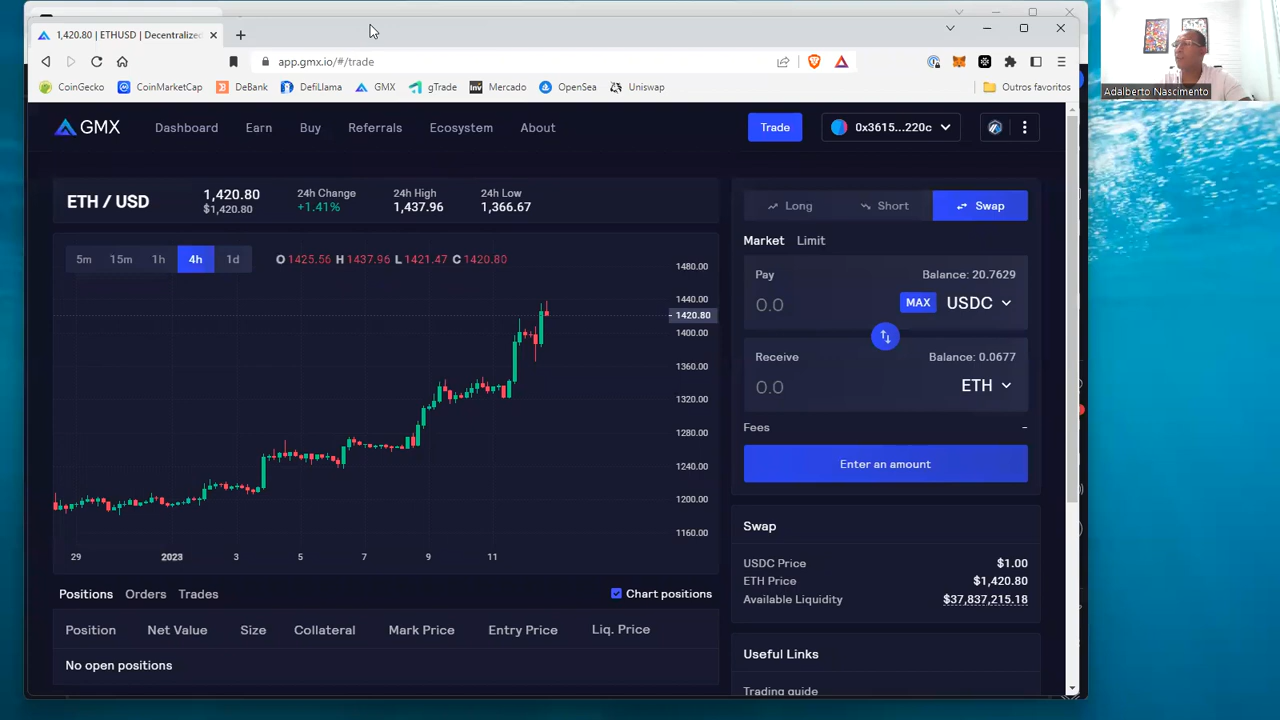 1,420.80 | ETHUSD | Decentralized
app.gmx.io/#/trade
CoinGecko CoinMarketCap DeBank DefiLlama GMX gTrade Mercado OpenSea Uniswap Outros favoritos
Adalberto Nascimento
GMX Dashboard Earn Buy Referrals Ecosystem About Trade 0x3615...220c
ETH / USD
1,420.80
$1,420.80
24h Change
+1.41%
24h High
1,437.96
24h Low
1,366.67
5m 15m 1h 4h 1d O 1425.56 H 1437.96 L 1421.47 C 1420.80
1480.00
1440.00
1420.80
1400.00
1360.00
1320.00
1280.00
1240.00
1200.00
1160.00
29 2023 3 5 7 9 11
Long Short Swap
Market Limit
Pay Balance: 20.7629
0.0 MAX USDC
Receive Balance: 0.0677
0.0 ETH
Fees -
Enter an amount
Swap
USDC Price $1.00
ETH Price $1,420.80
Available Liquidity $37,837,215.18
Useful Links
Trading guide
Positions Orders Trades Chart positions
Position Net Value Size Collateral Mark Price Entry Price Liq. Price
No open positions